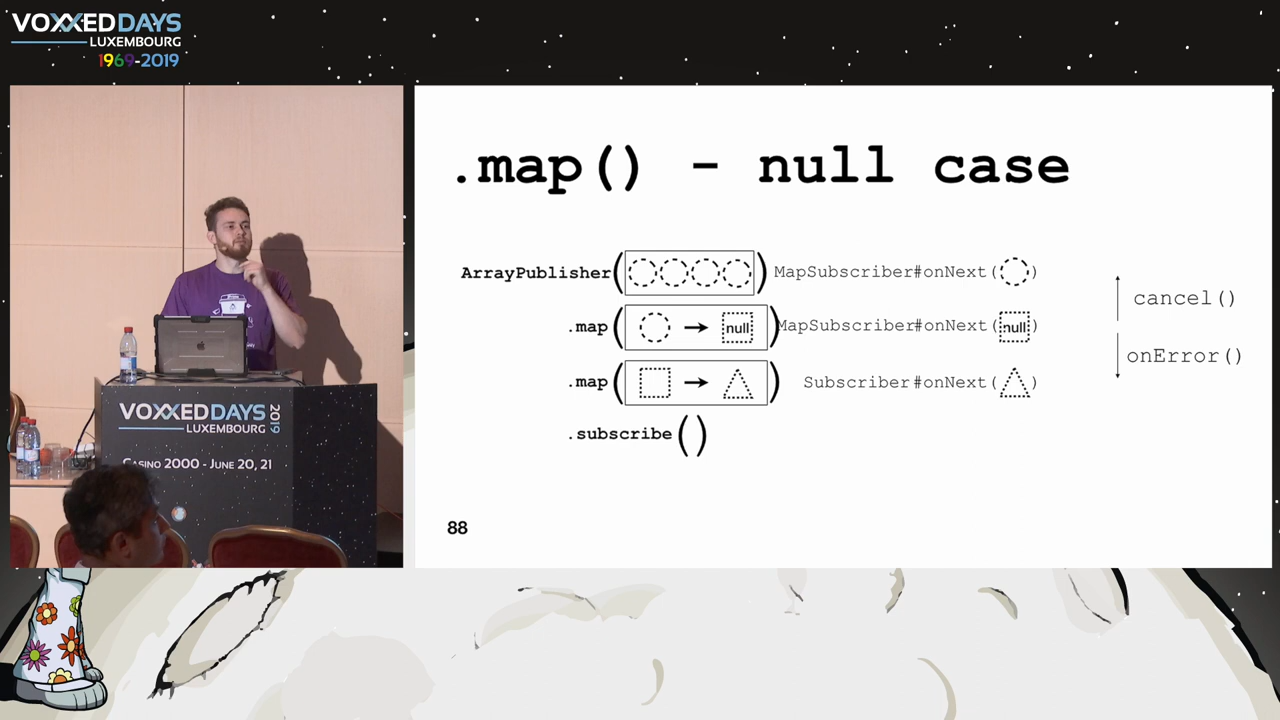 VOXXEDDAYS
LUXEMBOURG
1969-2019
.map() - null case
ArrayPublisher( ) MapSubscriber#onNext( )
.map( → null ) MapSubscriber#onNext( null )
.map( → ) Subscriber#onNext( )
.subscribe()
cancel()
onError()
88
VOXXEDDAYS 2019
LUXEMBOURG
CASINO 2000 - JUNE 20, 21